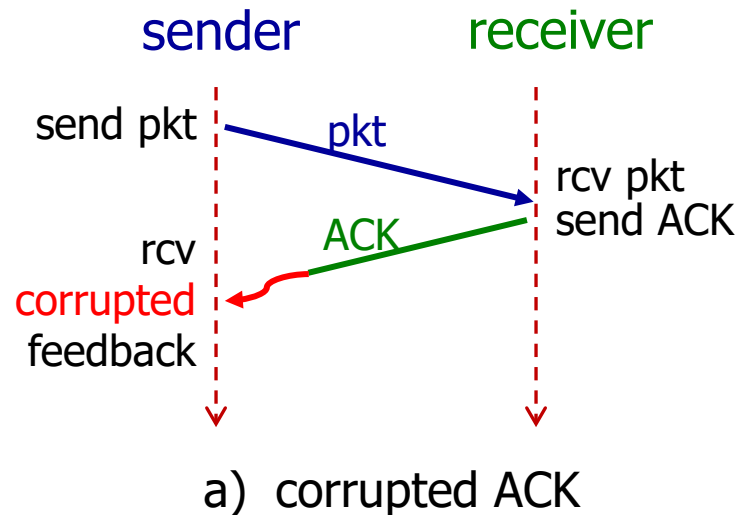 sender receiver
send pkt
pkt
rcv pkt
send ACK
ACK
rcv
corrupted
feedback
a) corrupted ACK